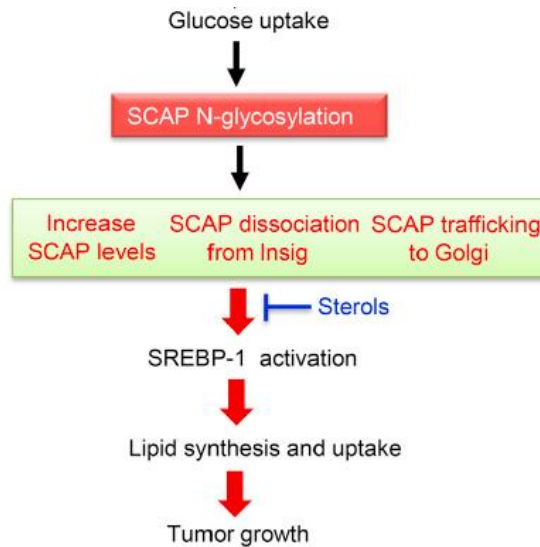 Glucose uptake
SCAP N-glycosylation
Increase
SCAP levels
SCAP dissociation
from Insig
SCAP trafficking
to Golgi
Sterols
SREBP-1 activation
Lipid synthesis and uptake
Tumor growth